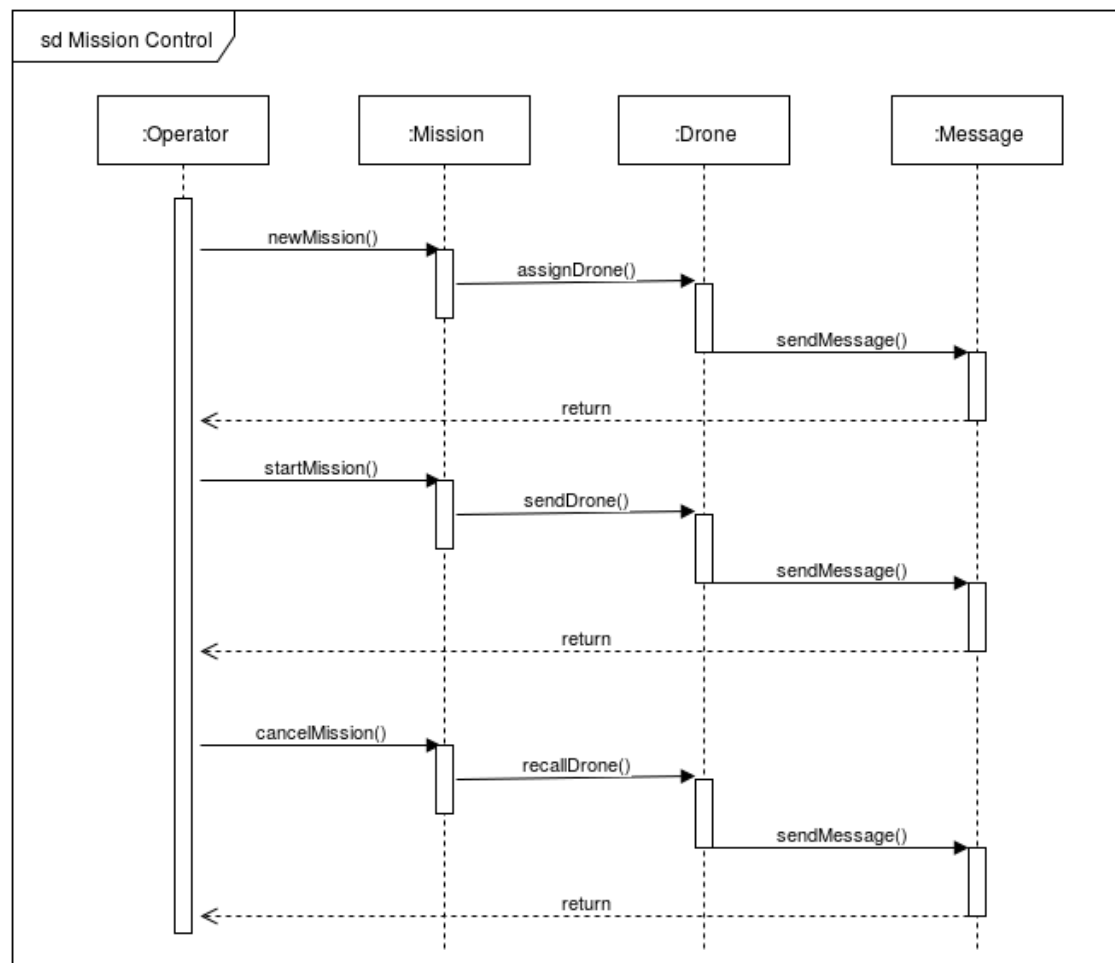 sd Mission Control
:Operator
:Mission
:Drone
:Message
newMission()
assignDrone()
sendMessage()
return
startMission()
sendDrone()
sendMessage()
return
cancelMission()
recallDrone()
sendMessage()
return